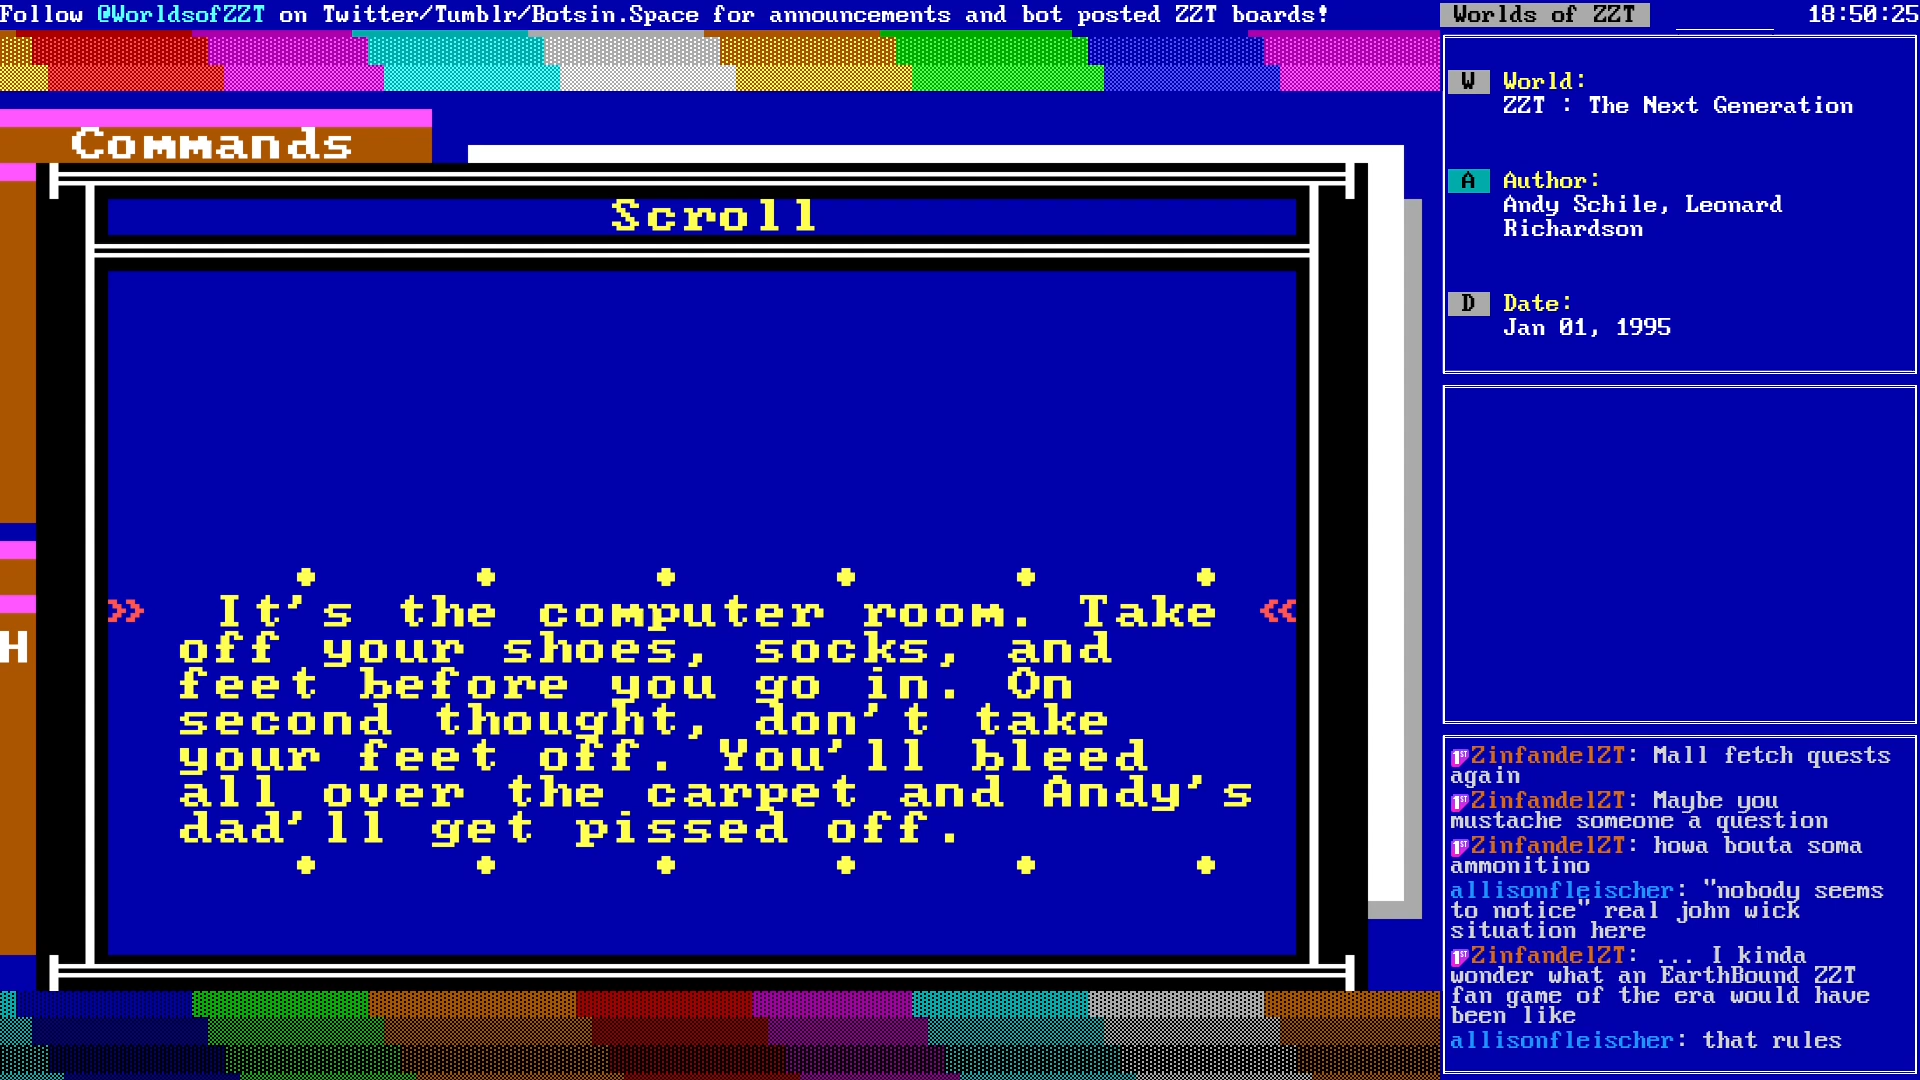 Follow @WorldsofZZT on Twitter/Tumblr/Botsin.Space for announcements and bot posted ZZT boards!
Worlds of ZZT
18:50:25
Commands
Scroll
» It's the computer room. Take «
off your shoes, socks, and
feet before you go in. On
second thought, don't take
your feet off. You'll bleed
all over the carpet and Andy's
dad'll get pissed off.
H
W World:
ZZT : The Next Generation
A Author:
Andy Schile, Leonard
Richardson
D Date:
Jan 01, 1995
1ST ZinfandelZT: Mall fetch quests
again
1ST ZinfandelZT: Maybe you
mustache someone a question
1ST ZinfandelZT: howa bouta soma
ammonitino
allisonfleischer: "nobody seems
to notice" real john wick
situation here
1ST ZinfandelZT: ... I kinda
wonder what an EarthBound ZZT
fan game of the era would have
been like
allisonfleischer: that rules